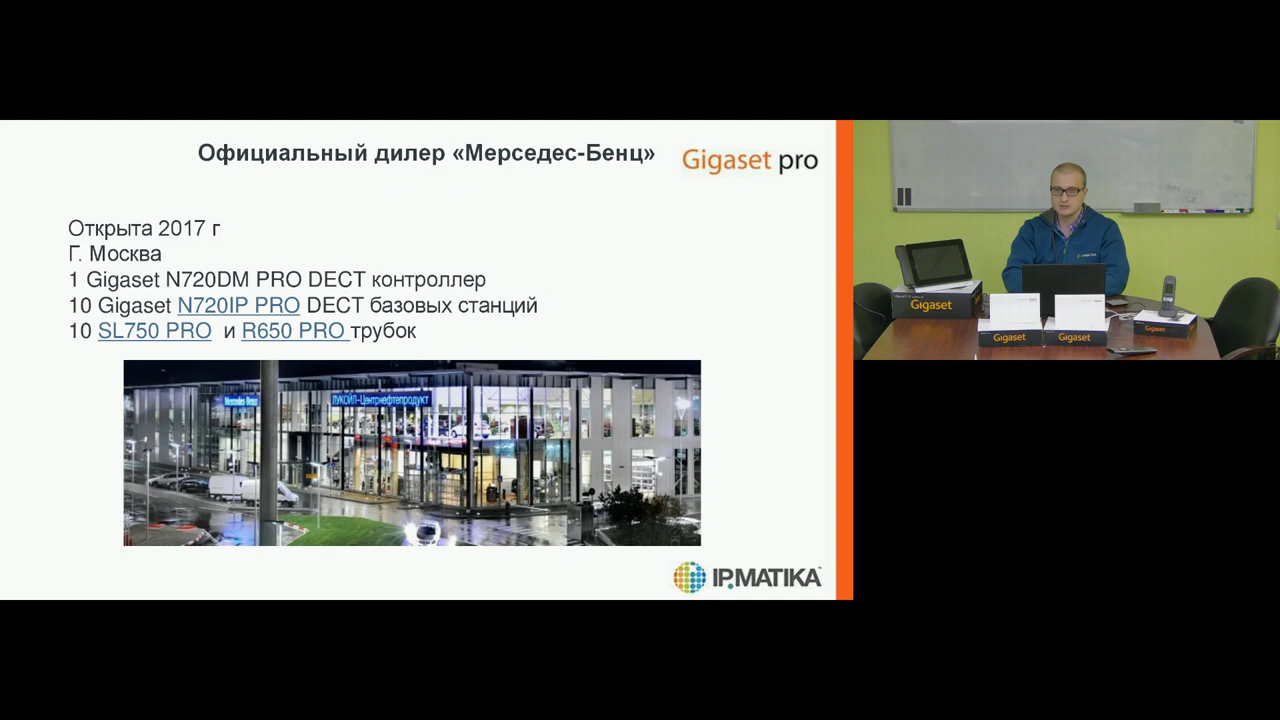 Официальный дилер «Мерседес-Бенц»
Gigaset pro
Открыта 2017 г
Г. Москва
1 Gigaset N720DM PRO DECT контроллер
10 Gigaset N720IP PRO DECT базовых станций
10 SL750 PRO и R650 PRO трубок
Mercedes-Benz
ЛУКОЙЛ-Центрнефтепродукт
IP.MATIKA
Gigaset
Gigaset
Gigaset
Gigaset